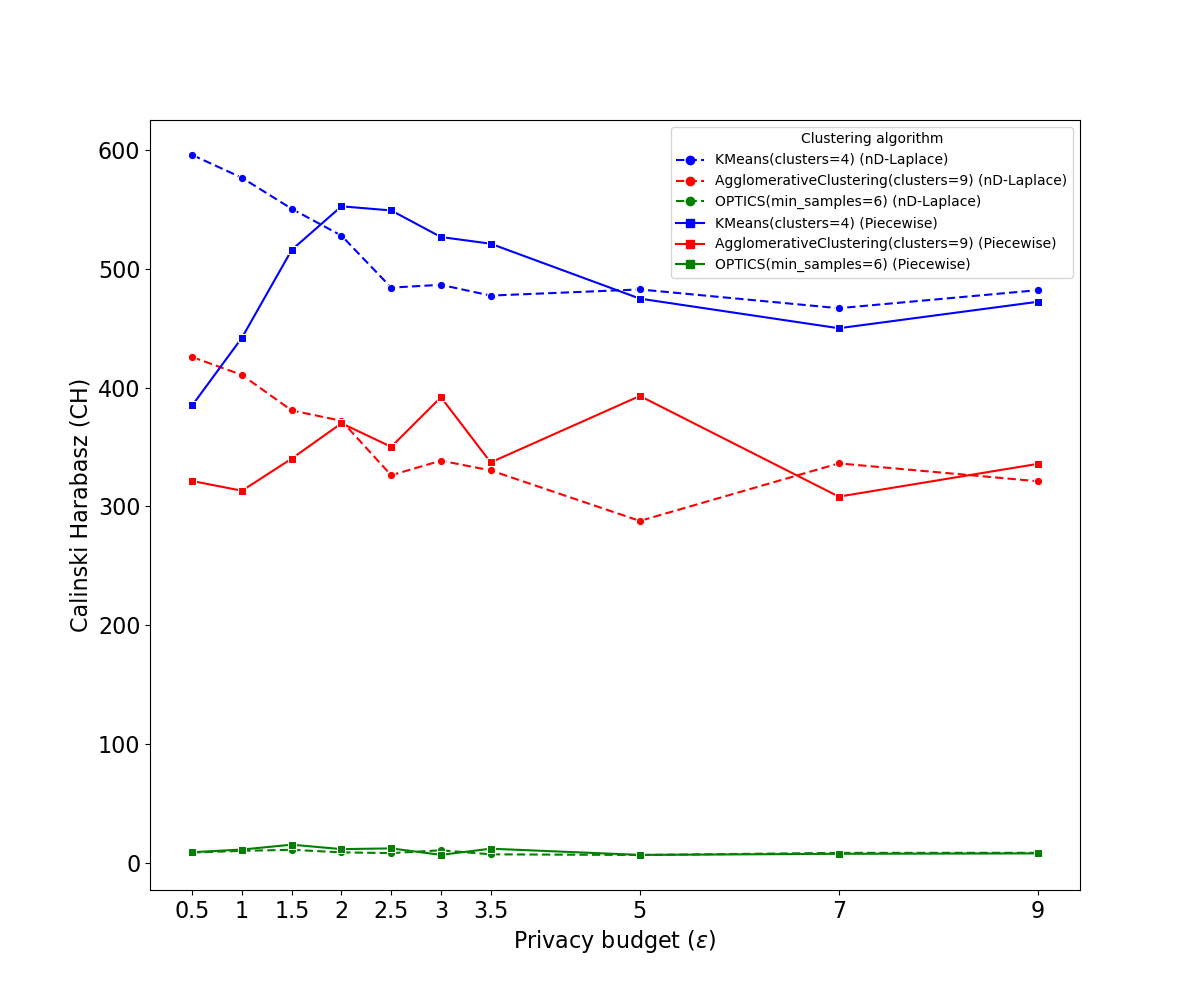 Clustering algorithm
KMeans(clusters=4) (nD-Laplace)
AgglomerativeClustering(clusters=9) (nD-Laplace)
OPTICS(min_samples=6) (nD-Laplace)
KMeans(clusters=4) (Piecewise)
AgglomerativeClustering(clusters=9) (Piecewise)
OPTICS(min_samples=6) (Piecewise)
Calinski Harabasz (CH)
600
500
400
300
200
100
0
0.5 1 1.5 2 2.5 3 3.5 5 7 9
Privacy budget (ε)